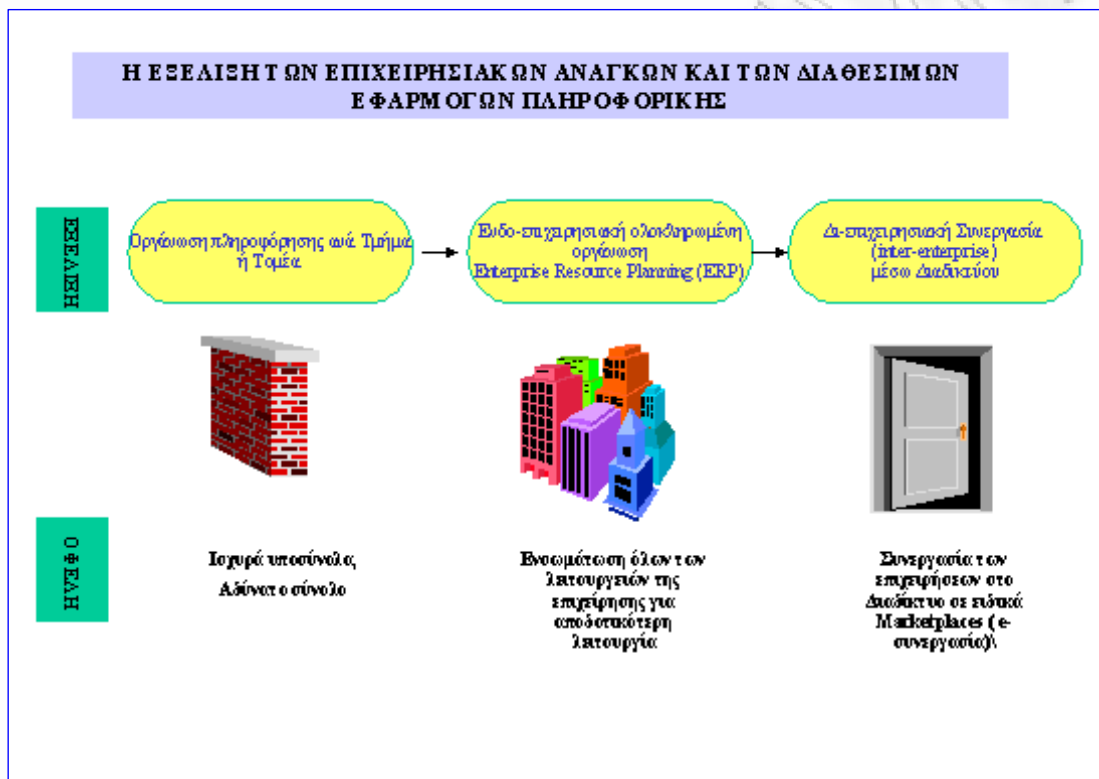 Η ΕΞΕΛΙΞΗ ΤΩΝ ΕΠΙΧΕΙΡΗΣΙΑΚΩΝ ΑΝΑΓΚΩΝ ΚΑΙ ΤΩΝ ΔΙΑΘΕΣΙΜΩΝ
ΕΦΑΡΜΟΓΩΝ ΠΛΗΡΟΦΟΡΙΚΗΣ
ΕΞΕΛΙΞΗ
Οργάνωση πληροφόρησης ανά Τμήμα
ή Τομέα
Ενδο-επιχειρησιακή ολοκληρωμένη
οργάνωση
Enterprise Resource Planning (ERP)
Δι-επιχειρησιακή Συνεργασία
(inter-enterprise)
μέσω Διαδικτύου
ΟΦΕΛΗ
Ισχυρά υποσύνολα,
Αδύνατο σύνολο
Ενσωμάτωση όλων των
λειτουργειών της
επιχείρησης για
αποδοτικότερη
λειτουργία
Συνεργασία των
επιχειρήσεων στο
Διαδίκτυο σε ειδικά
Marketplaces ( e-
συνεργασία)\